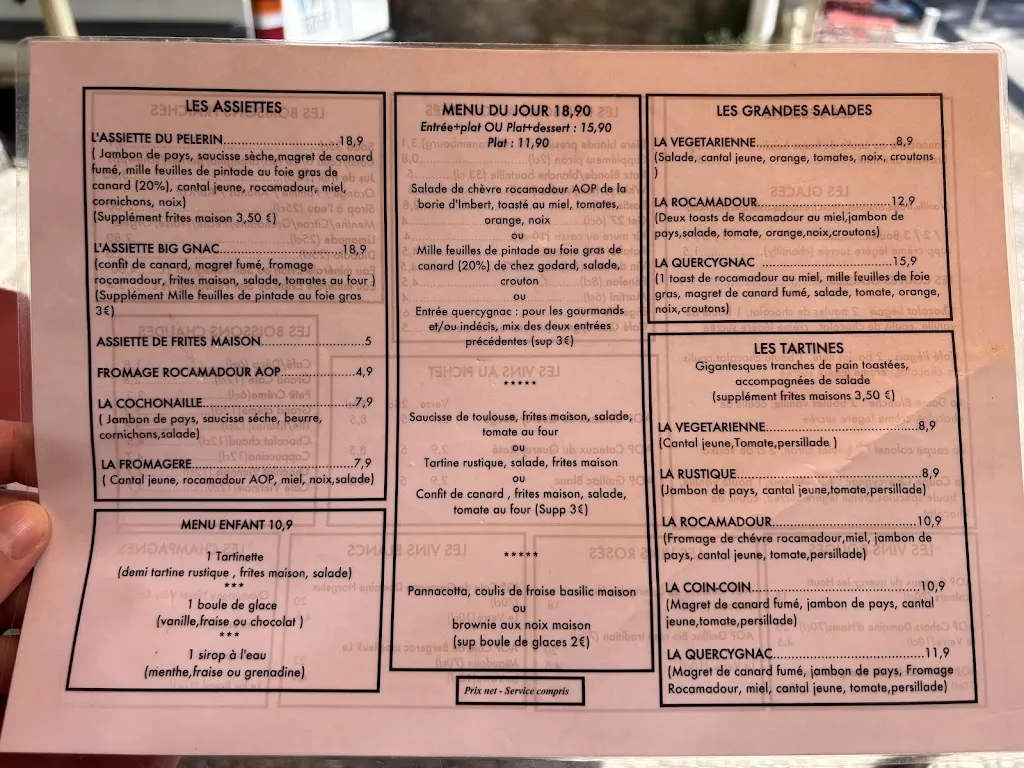 LES ASSIETTES
L'ASSIETTE DU PELERIN..............................18,9
( Jambon de pays, saucisse sèche,magret de canard
fumé, mille feuilles de pintade au foie gras de
canard (20%), cantal jeune, rocamadour, miel,
cornichons, noix)
(Supplément frites maison 3,50 €)
L'ASSIETTE BIG GNAC..............................18,9
(confit de canard, magret fumé, fromage
rocamadour, frites maison, salade, tomates au four )
(Supplément Mille feuilles de pintade au foie gras
3€)
ASSIETTE DE FRITES MAISON......................5
FROMAGE ROCAMADOUR AOP.................4,9
LA COCHONAILLE..................................7,9
( Jambon de pays, saucisse séche, beurre,
cornichons,salade)
LA FROMAGERE......................................7,9
( Cantal jeune, rocamadour AOP, miel, noix,salade)
MENU ENFANT 10,9
1 Tartinette
(demi tartine rustique , frites maison, salade)
***
1 boule de glace
(vanille,fraise ou chocolat )
***
1 sirop à l'eau
(menthe,fraise ou grenadine)
MENU DU JOUR 18,90
Entrée+plat OU Plat+dessert : 15,90
Plat : 11,90
Salade de chèvre rocamadour AOP de la
borie d'Imbert, toasté au miel, tomates,
orange, noix
ou
Mille feuilles de pintade au foie gras de
canard (20%) de chez godard, salade,
crouton
ou
Entrée quercygnac : pour les gourmands
et/ou indécis, mix des deux entrées
précédentes (sup 3€)
*****
Saucisse de toulouse, frites maison, salade,
tomate au four
ou
Tartine rustique, salade, frites maison
ou
Confit de canard , frites maison, salade,
tomate au four (Supp 3€)
*****
Pannacotta, coulis de fraise basilic maison
ou
brownie aux noix maison
(sup boule de glaces 2€)
Prix net - Service compris
LES GRANDES SALADES
LA VEGETARIENNE..............................8,9
(Salade, cantal jeune, orange, tomates, noix, croutons
)
LA ROCAMADOUR..............................12,9
(Deux toasts de Rocamadour au miel,jambon de
pays,salade, tomate, orange,noix,croutons)
LA QUERCYGNAC..............................15,9
(1 toast de rocamadour au miel, mille feuilles de foie
gras, magret de canard fumé, salade, tomate, orange,
noix,croutons)
LES TARTINES
Gigantesques tranches de pain toastées,
accompagnées de salade
(supplément frites maisons 3,50 €)
LA VEGETARIENNE..................................8,9
(Cantal jeune,Tomate,persillade )
LA RUSTIQUE........................................8,9
(Jambon de pays, cantal jeune,tomate,persillade)
LA ROCAMADOUR..............................10,9
(Fromage de chévre rocamadour,miel, jambon de
pays, cantal jeune, tomate,persillade)
LA COIN-COIN......................................10,9
(Magret de canard fumé, jambon de pays, cantal
jeune,tomate,persillade)
LA QUERCYGNAC..................................11,9
(Magret de canard fumé, jambon de pays, Fromage
Rocamadour, miel, cantal jeune, tomate,persillade)